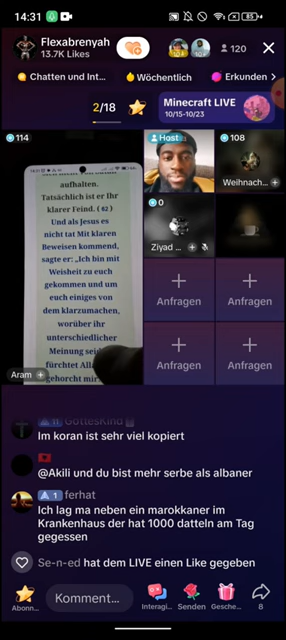 14:31
85
Flexabrenyah
13.7K Likes
120
Chatten und Int...
Wöchentlich
Erkunden
2/18
Minecraft LIVE
10/15-10/23
114
aufhalten.
Tatsächlich ist er Ihr
klarer Feind. ( 62 )
Und als Jesus es
nicht tat Mit klaren
Beweisen kommend,
sagte er: „Ich bin mit
Weisheit zu euch
gekommen und um
euch einiges von
dem klarzumachen,
worüber ihr
unterschiedlicher
Meinung
fürchtet
gehorcht mir
Aram
Host
108
Weihnach...
0
Ziyad ...
Anfragen
Anfragen
Anfragen
Anfragen
GottesKind
Im koran ist sehr viel kopiert
@Akili und du bist mehr serbe als albaner
1 ferhat
Ich lag ma neben ein marokkaner im
Krankenhaus der hat 1000 datteln am Tag
gegessen
Se-n-ed hat dem LIVE einen Like gegeben
Abonn...
Komment...
Interagi...
Senden
Gesche...
8